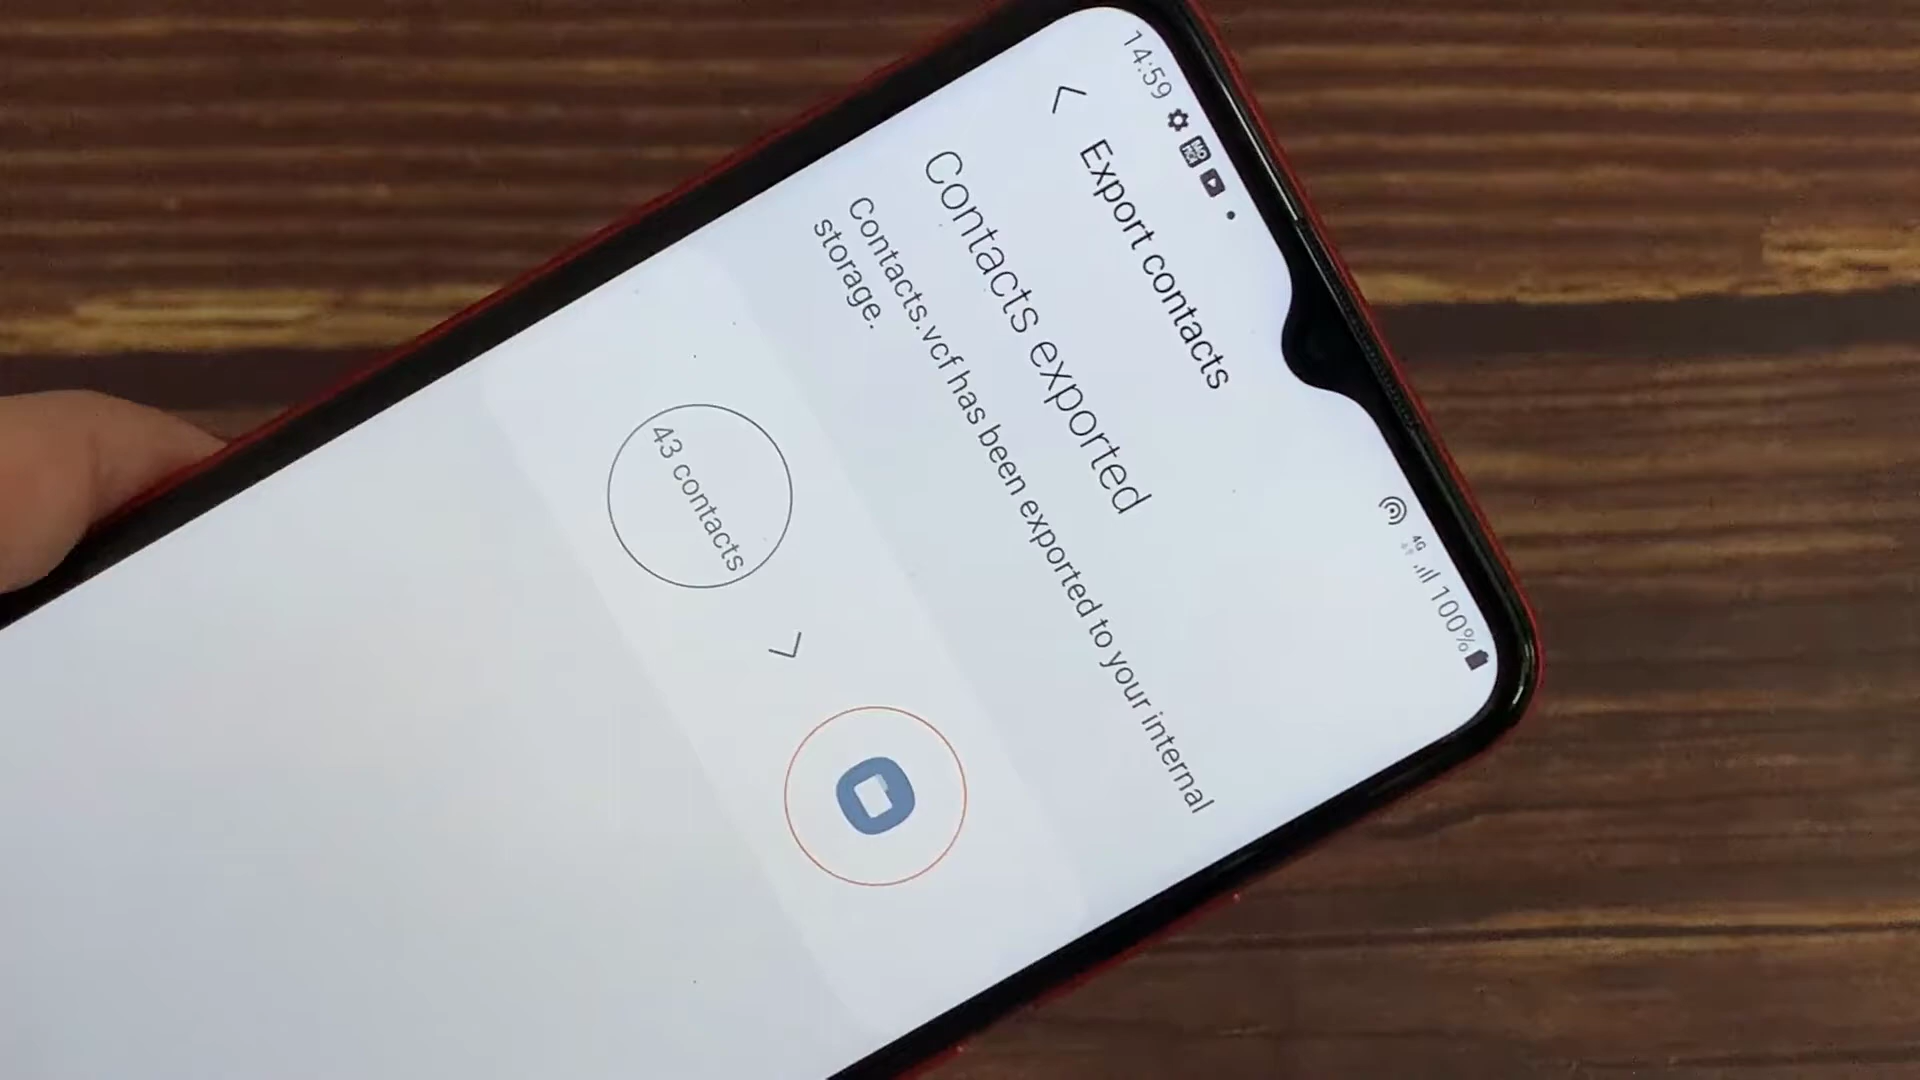 14:59
4G
100%
Export contacts
Contacts exported
Contacts.vcf has been exported to your internal
storage.
43 contacts